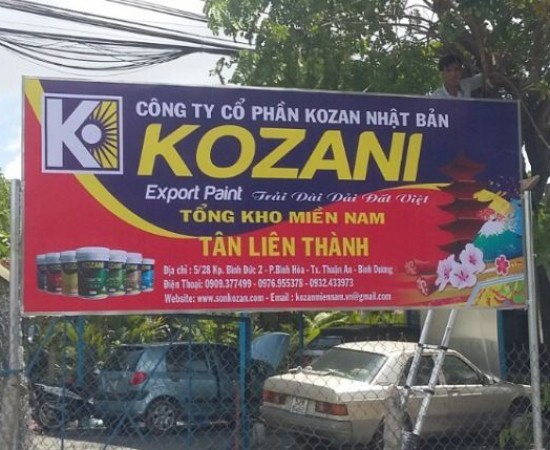 K
CÔNG TY CỔ PHẦN KOZAN NHẬT BẢN
KOZANI
Export Paint Trải Dài Dải Đất Việt
TỔNG KHO MIỀN NAM
TÂN LIÊN THÀNH
Địa chỉ : 5/28 Kp. Bình Đức 2 - P.Bình Hòa - Tx. Thuận An - Bình Dương
Điện Thoại: 0909.377499 - 0976.955378 - 0932.433973
Website: www.sonkozan.com - Email : kozanmiennam.vn@gmail.com
KOZANI